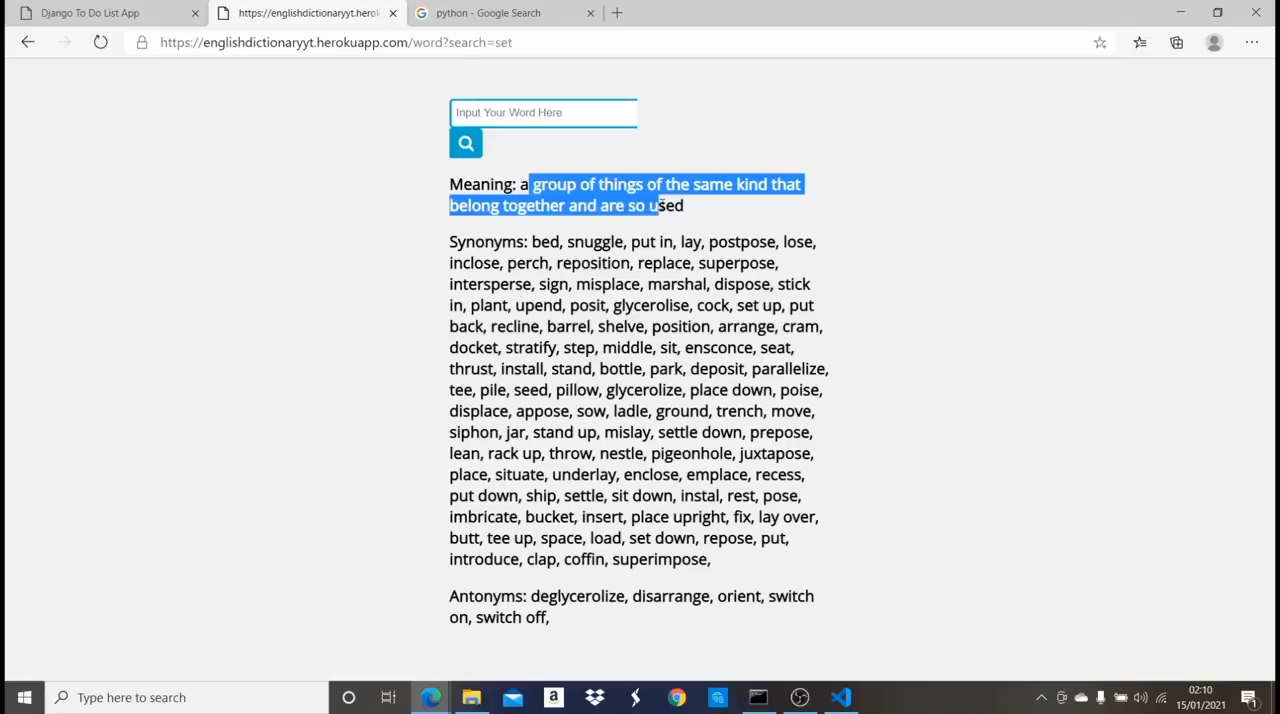 Django To Do List App
https://englishdictionaryyt.herok
python - Google Search
https://englishdictionaryyt.herokuapp.com/word?search=set
Input Your Word Here
Meaning: a group of things of the same kind that
belong together and are so used
Synonyms: bed, snuggle, put in, lay, postpose, lose,
inclose, perch, reposition, replace, superpose,
intersperse, sign, misplace, marshal, dispose, stick
in, plant, upend, posit, glycerolise, cock, set up, put
back, recline, barrel, shelve, position, arrange, cram,
docket, stratify, step, middle, sit, ensconce, seat,
thrust, install, stand, bottle, park, deposit, parallelize,
tee, pile, seed, pillow, glycerolize, place down, poise,
displace, appose, sow, ladle, ground, trench, move,
siphon, jar, stand up, mislay, settle down, prepose,
lean, rack up, throw, nestle, pigeonhole, juxtapose,
place, situate, underlay, enclose, emplace, recess,
put down, ship, settle, sit down, instal, rest, pose,
imbricate, bucket, insert, place upright, fix, lay over,
butt, tee up, space, load, set down, repose, put,
introduce, clap, coffin, superimpose,
Antonyms: deglycerolize, disarrange, orient, switch
on, switch off,
Type here to search
02:10
15/01/2021